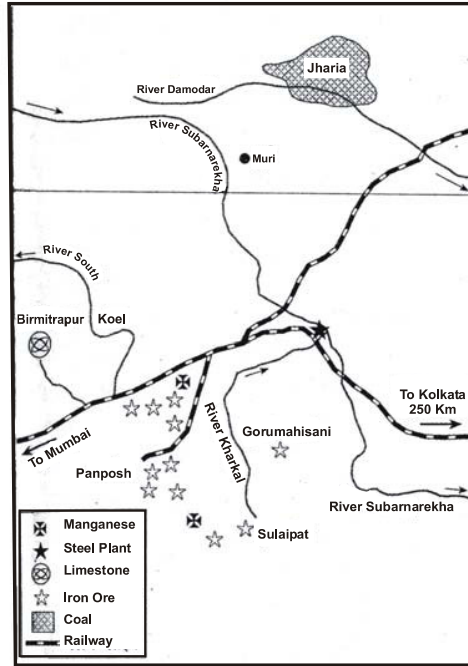 Jharia
River Damodar
River Subarnarekha
Muri
River South
Koel
Birmitrapur
To Kolkata
250 Km
To Mumbai
River Kharkal
Gorumahisani
Panposh
River Subarnarekha
Sulaipat
Manganese
Steel Plant
Limestone
Iron Ore
Coal
Railway